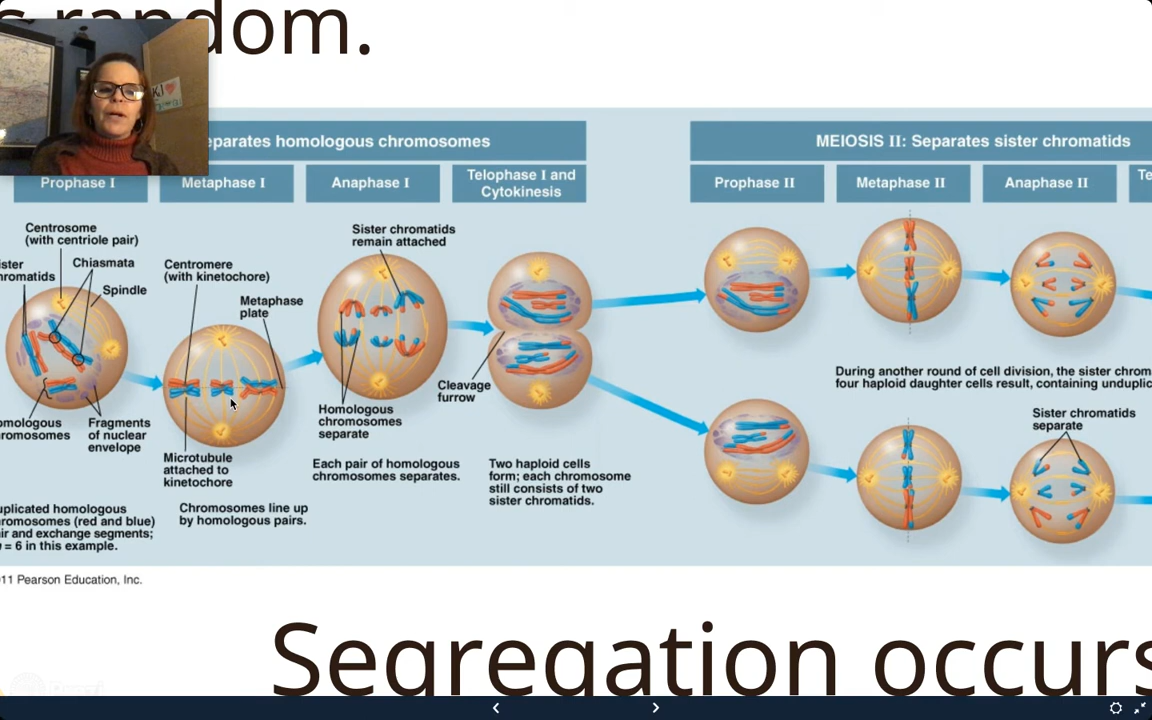 s random.
eparates homologous chromosomes
MEIOSIS II: Separates sister chromatids
Prophase I
Metaphase I
Anaphase I
Telophase I and
Cytokinesis
Prophase II
Metaphase II
Anaphase II
Te
Centrosome
(with centriole pair)
ister
hromatids
Chiasmata
Spindle
Centromere
(with kinetochore)
Metaphase
plate
Sister chromatids
remain attached
omologous
romosomes
Fragments
of nuclear
envelope
Microtubule
attached to
kinetochore
Homologous
chromosomes
separate
Cleavage
furrow
Sister chromatids
separate
uplicated homologous
romosomes (red and blue)
ir and exchange segments;
= 6 in this example.
Chromosomes line up
by homologous pairs.
Each pair of homologous
chromosomes separates.
Two haploid cells
form; each chromosome
still consists of two
sister chromatids.
During another round of cell division, the sister chrom
four haploid daughter cells result, containing unduplic
11 Pearson Education, Inc.
Segregation occurs